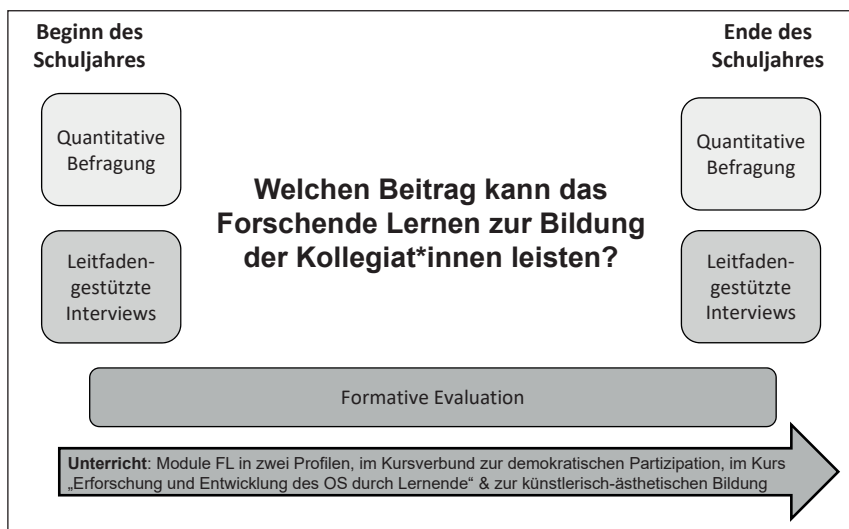 Beginn des
Schuljahres
Ende des
Schuljahres
Quantitative
Befragung
Quantitative
Befragung
Welchen Beitrag kann das
Forschende Lernen zur Bildung
der Kollegiat*innen leisten?
Leitfaden-
gestützte
Interviews
Leitfaden-
gestützte
Interviews
Formative Evaluation
Unterricht: Module FL in zwei Profilen, im Kursverbund zur demokratischen Partizipation, im Kurs
„Erforschung und Entwicklung des OS durch Lernende“ & zur künstlerisch-ästhetischen Bildung